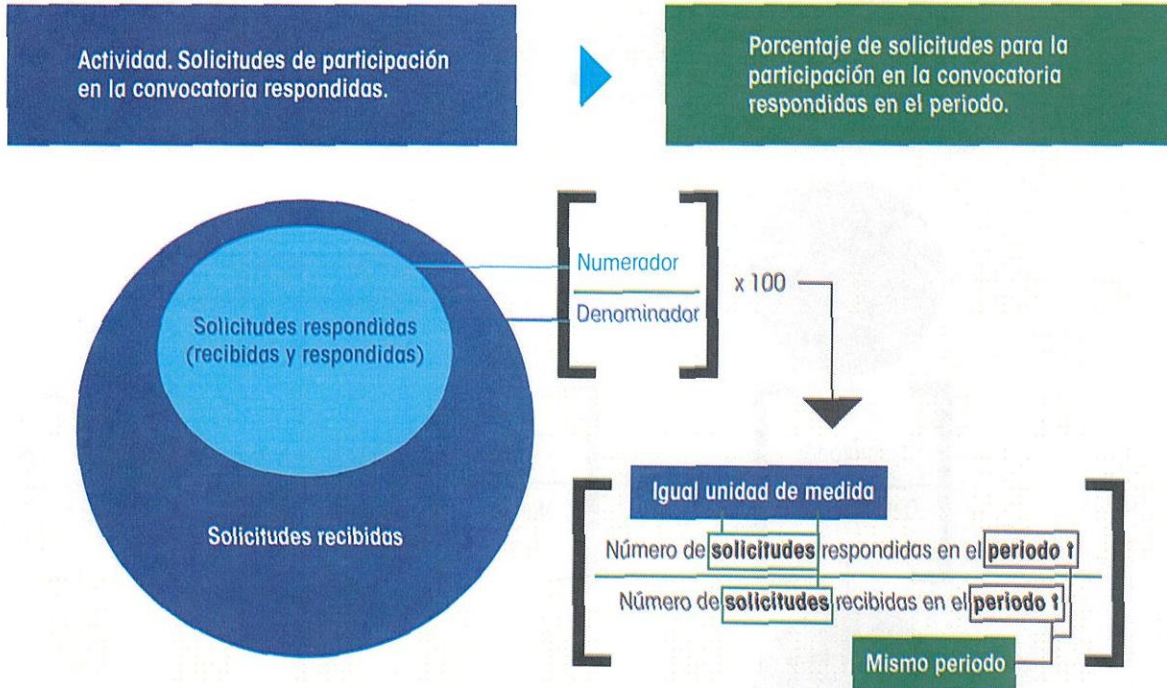 Actividad. Solicitudes de participación
en la convocatoria respondidas.
Porcentaje de solicitudes para la
participación en la convocatoria
respondidas en el periodo.
Solicitudes respondidas
(recibidas y respondidas)
Solicitudes recibidas
Numerador
Denominador
x 100
Igual unidad de medida
Número de solicitudes respondidas en el periodo t
Número de solicitudes recibidas en el periodo t
Mismo periodo